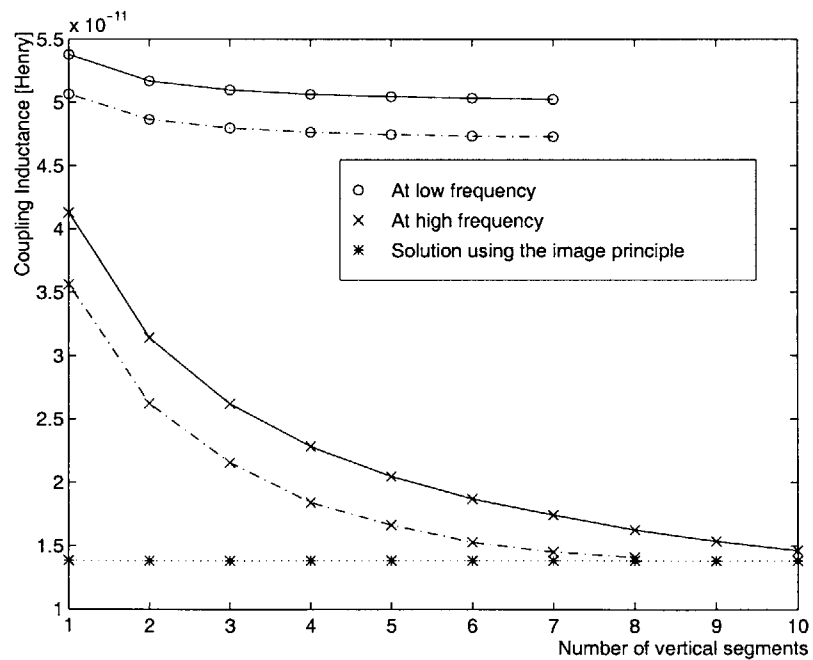 x 10⁻¹¹
5.5
5
4.5
4
3.5
3
2.5
2
1.5
1
Coupling Inductance [Henry]
At low frequency
At high frequency
Solution using the image principle
1 2 3 4 5 6 7 8 9 10
Number of vertical segments